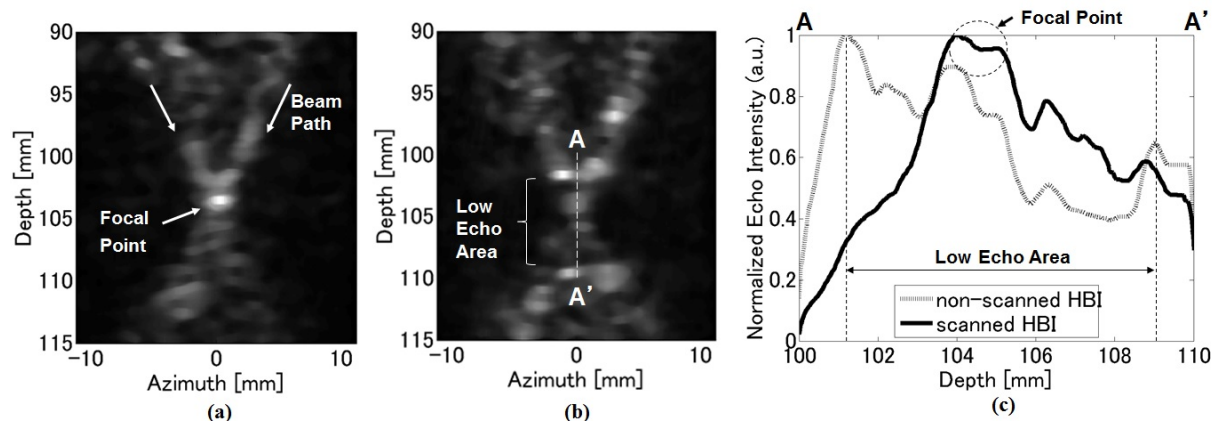 90
95
100
105
110
115
Depth [mm]
Beam
Path
Focal
Point
−10
0
10
Azimuth [mm]
(a)
90
95
100
105
110
115
Depth [mm]
A
Low
Echo
Area
A'
−10
0
10
Azimuth [mm]
(b)
A
Focal Point
A'
1
0.8
0.6
0.4
0.2
0
Normalized Echo Intensity (a.u.)
Low Echo Area
non-scanned HBI
scanned HBI
100
102
104
106
108
110
Depth [mm]
(c)